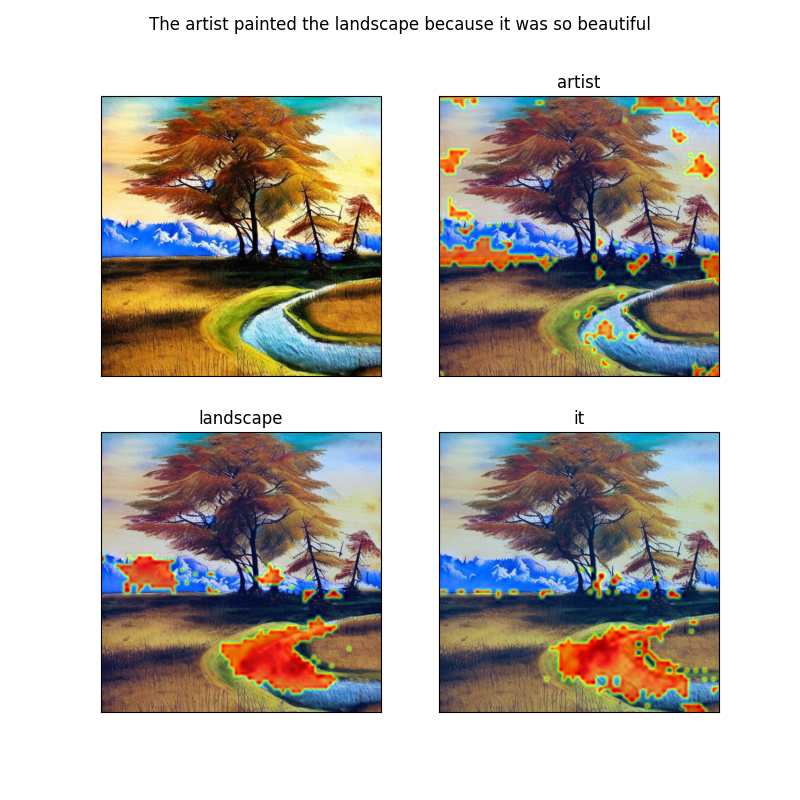 The artist painted the landscape because it was so beautiful
artist
landscape
it